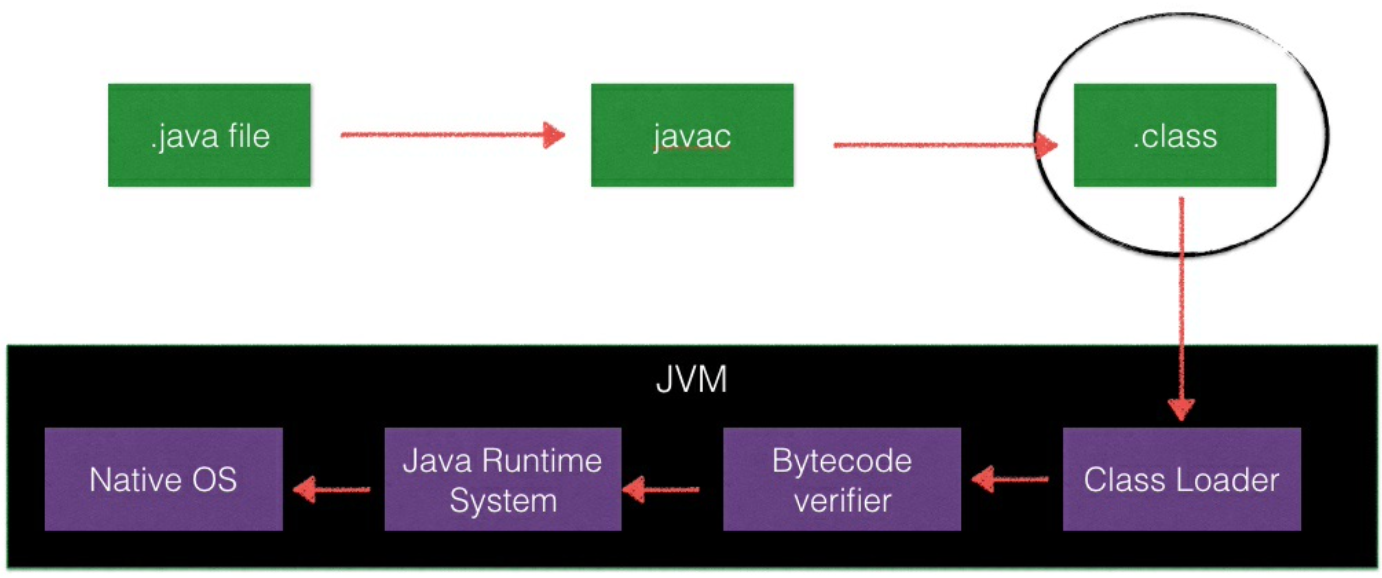 .java file
javac
.class
JVM
Native OS
Java Runtime
System
Bytecode
verifier
Class Loader